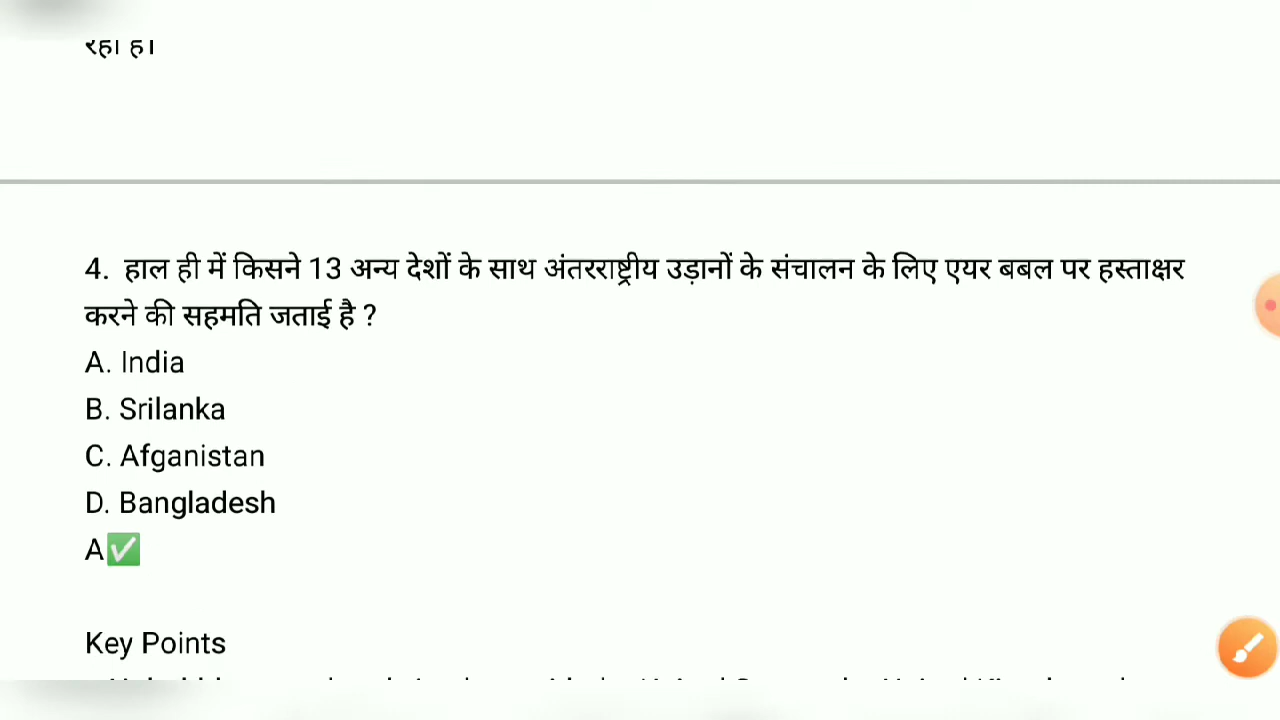 रहा है।
4. हाल ही में किसने 13 अन्य देशों के साथ अंतरराष्ट्रीय उड़ानों के संचालन के लिए एयर बबल पर हस्ताक्षर
करने की सहमति जताई है ?
A. India
B. Srilanka
C. Afganistan
D. Bangladesh
A✅
Key Points